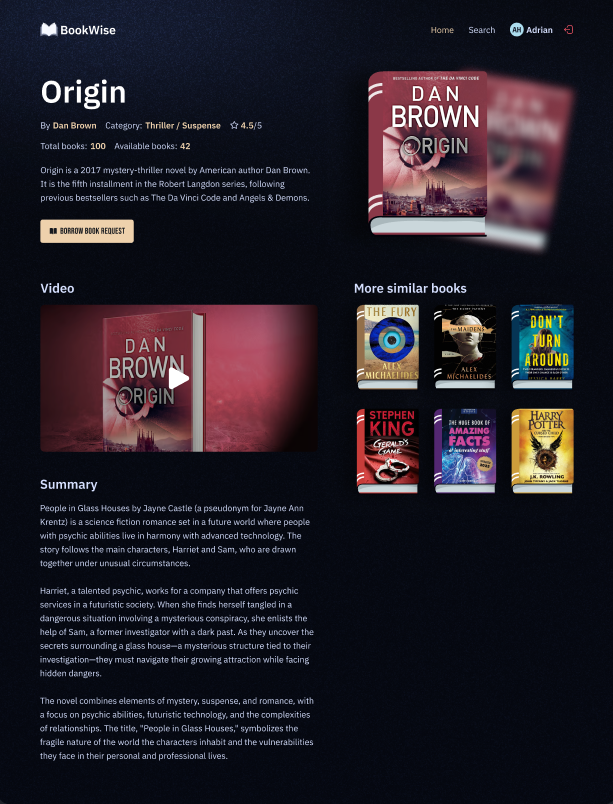 BookWise
Home Search AH Adrian
Origin
By Dan Brown Category: Thriller / Suspense 4.5/5
Total books: 100 Available books: 42
Origin is a 2017 mystery-thriller novel by American author Dan Brown.
It is the fifth installment in the Robert Langdon series, following
previous bestsellers such as The Da Vinci Code and Angels & Demons.
BORROW BOOK REQUEST
BESTSELLING AUTHOR OF THE DA VINCI CODE
DAN
BROWN
ORIGIN
Video
DAN
BROWN
ORIGIN
More similar books
THE FURY
ALEX
MICHAELIDES
THE MAIDENS
ALEX
MICHAELIDES
DON'T
TURN
AROUND
STEPHEN
KING
GERALD'S
GAME
THE HUGE BOOK OF
AMAZING
FACTS
& interesting stuff
HARRY
POTTER
J.K. ROWLING
Summary
People in Glass Houses by Jayne Castle (a pseudonym for Jayne Ann
Krentz) is a science fiction romance set in a future world where people
with psychic abilities live in harmony with advanced technology. The
story follows the main characters, Harriet and Sam, who are drawn
together under unusual circumstances.
Harriet, a talented psychic, works for a company that offers psychic
services in a futuristic society. When she finds herself tangled in a
dangerous situation involving a mysterious conspiracy, she enlists the
help of Sam, a former investigator with a dark past. As they uncover the
secrets surrounding a glass house—a mysterious structure tied to their
investigation—they must navigate their growing attraction while facing
hidden dangers.
The novel combines elements of mystery, suspense, and romance, with
a focus on psychic abilities, futuristic technology, and the complexities
of relationships. The title, "People in Glass Houses," symbolizes the
fragile nature of the world the characters inhabit and the vulnerabilities
they face in their personal and professional lives.